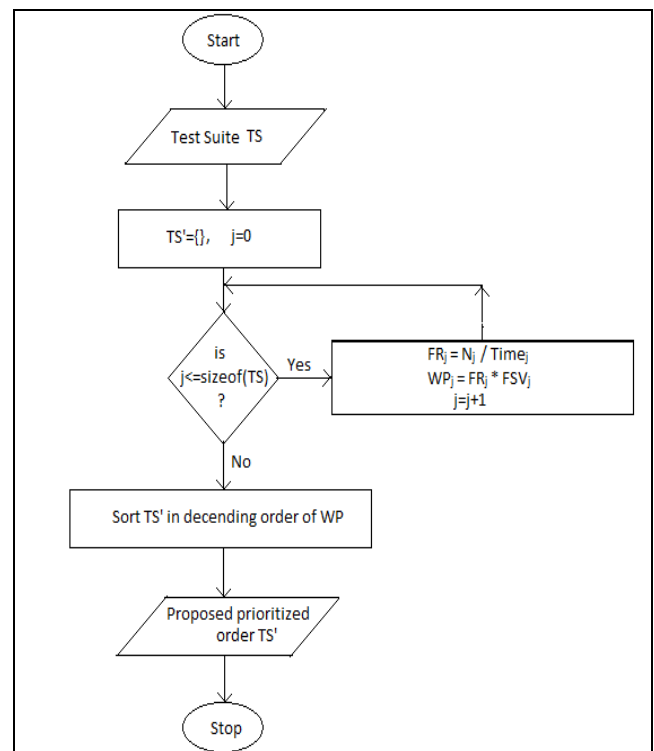 Start
Test Suite TS
TS'={}, j=0
is
j<=sizeof(TS)
?
Yes
FRj = Nj / Timej
WPj = FRj * FSVj
j=j+1
No
Sort TS' in decending order of WP
Proposed prioritized
order TS'
Stop